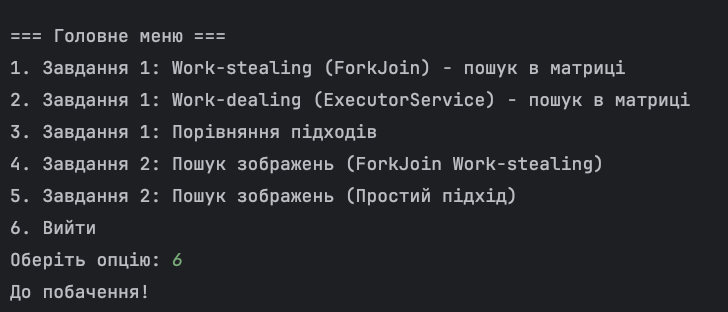 === Головне меню ===
1. Завдання 1: Work-stealing (ForkJoin) - пошук в матриці
2. Завдання 1: Work-dealing (ExecutorService) - пошук в матриці
3. Завдання 1: Порівняння підходів
4. Завдання 2: Пошук зображень (ForkJoin Work-stealing)
5. Завдання 2: Пошук зображень (Простий підхід)
6. Вийти
Оберіть опцію: 6
До побачення!